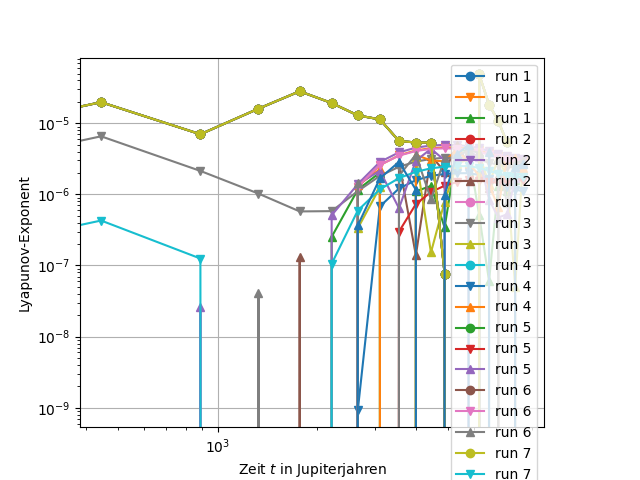 Lyapunov-Exponent
10⁻⁵
10⁻⁶
10⁻⁷
10⁻⁸
10⁻⁹
10³
Zeit t in Jupiterjahren
run 1
run 1
run 1
run 2
run 2
run 2
run 3
run 3
run 3
run 4
run 4
run 4
run 5
run 5
run 5
run 6
run 6
run 6
run 7
run 7